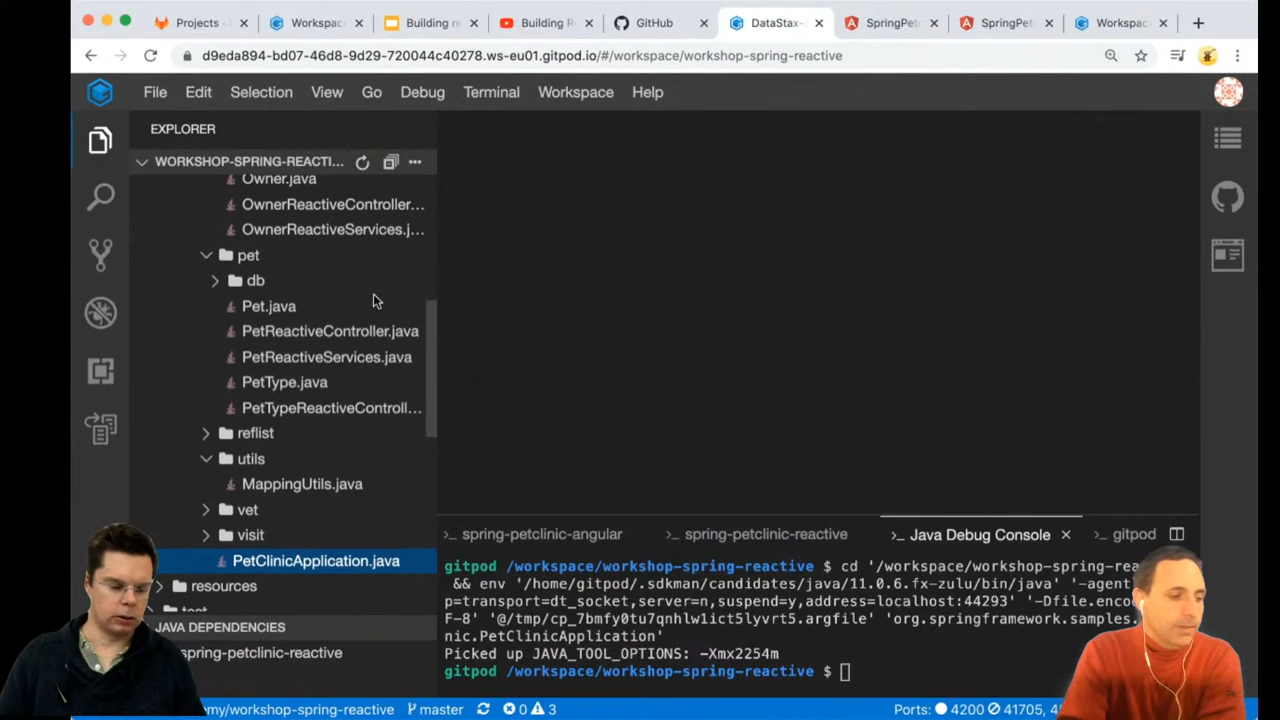 Projects -
Workspace
Building re
Building R
GitHub
DataStax-
SpringPet
SpringPet
Workspac
d9eda894-bd07-46d8-9d29-720044c40278.ws-eu01.gitpod.io/#/workspace/workshop-spring-reactive
File Edit Selection View Go Debug Terminal Workspace Help
EXPLORER
WORKSHOP-SPRING-REACTI...
Owner.java
OwnerReactiveController...
OwnerReactiveServices.j...
pet
db
Pet.java
PetReactiveController.java
PetReactiveServices.java
PetType.java
PetTypeReactiveControll...
reflist
utils
MappingUtils.java
vet
visit
PetClinicApplication.java
resources
test
JAVA DEPENDENCIES
spring-petclinic-reactive
>_ spring-petclinic-angular >_ spring-petclinic-reactive >_ Java Debug Console >_ gitpod
gitpod /workspace/workshop-spring-reactive $ cd '/workspace/workshop-spring-rea
&& env '/home/gitpod/.sdkman/candidates/java/11.0.6.fx-zulu/bin/java' '-agent
p=transport=dt_socket,server=n,suspend=y,address=localhost:44293' '-Dfile.enco
F-8' '@/tmp/cp_7bmfy0tu7qnhlw1ict5lyvrt5.argfile' 'org.springframework.samples.
nic.PetClinicApplication'
Picked up JAVA_TOOL_OPTIONS: -Xmx2254m
gitpod /workspace/workshop-spring-reactive $
my/workshop-spring-reactive master 0 3 Ports: 4200 41705, 4